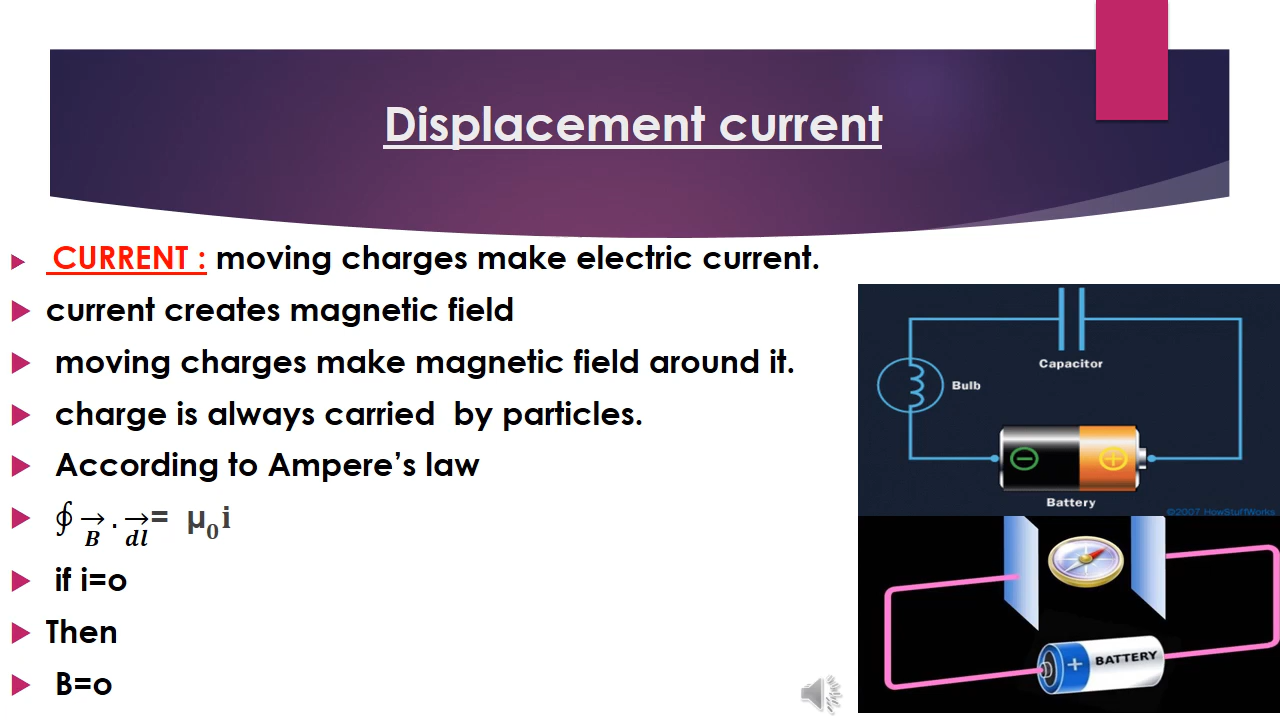 Displacement current
CURRENT : moving charges make electric current.
current creates magnetic field
moving charges make magnetic field around it.
charge is always carried by particles.
According to Ampere’s law
∮ B⃗ . dl⃗ = μ₀i
if i=o
Then
B=o
Capacitor
Bulb
Battery
©2007 HowStuffWorks
+ BATTERY